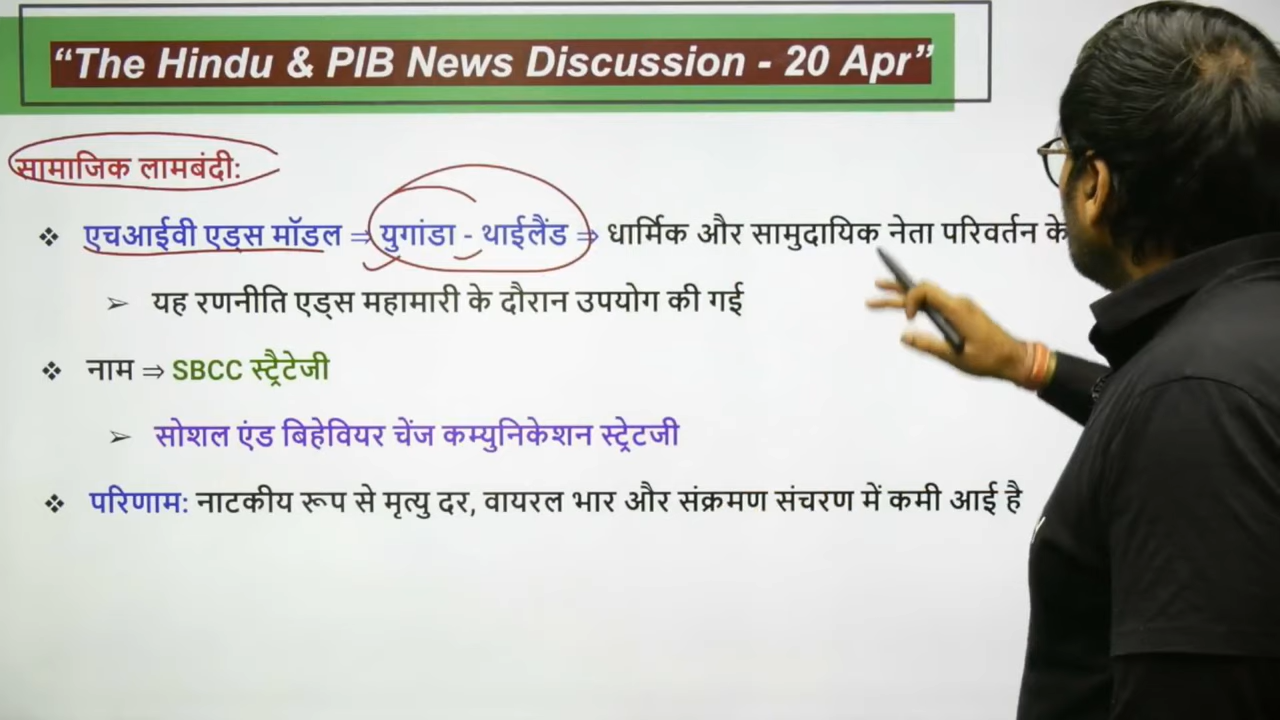 “The Hindu & PIB News Discussion - 20 Apr”
सामाजिक लामबंदी:
❖ एचआईवी एड्स मॉडल ⇒ युगांडा - थाईलैंड ⇒ धार्मिक और सामुदायिक नेता परिवर्तन के
➢ यह रणनीति एड्स महामारी के दौरान उपयोग की गई
❖ नाम ⇒ SBCC स्ट्रैटेजी
➢ सोशल एंड बिहेवियर चेंज कम्युनिकेशन स्ट्रेटजी
❖ परिणाम: नाटकीय रूप से मृत्यु दर, वायरल भार और संक्रमण संचरण में कमी आई है